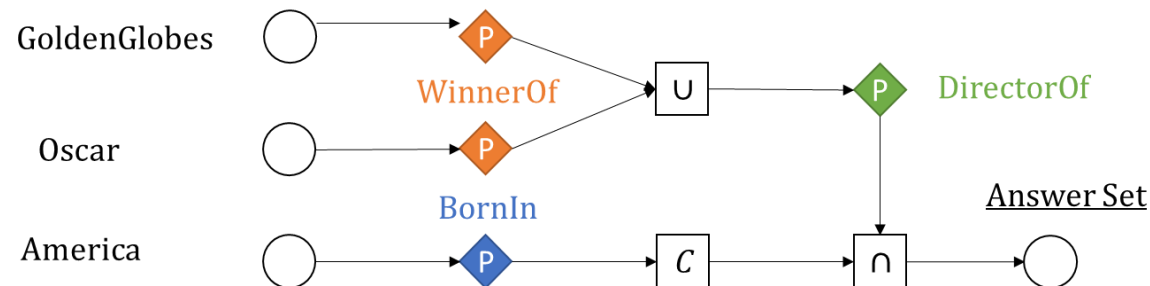 GoldenGlobes P
WinnerOf ∪ P DirectorOf
Oscar P
BornIn Answer Set
America P C ∩